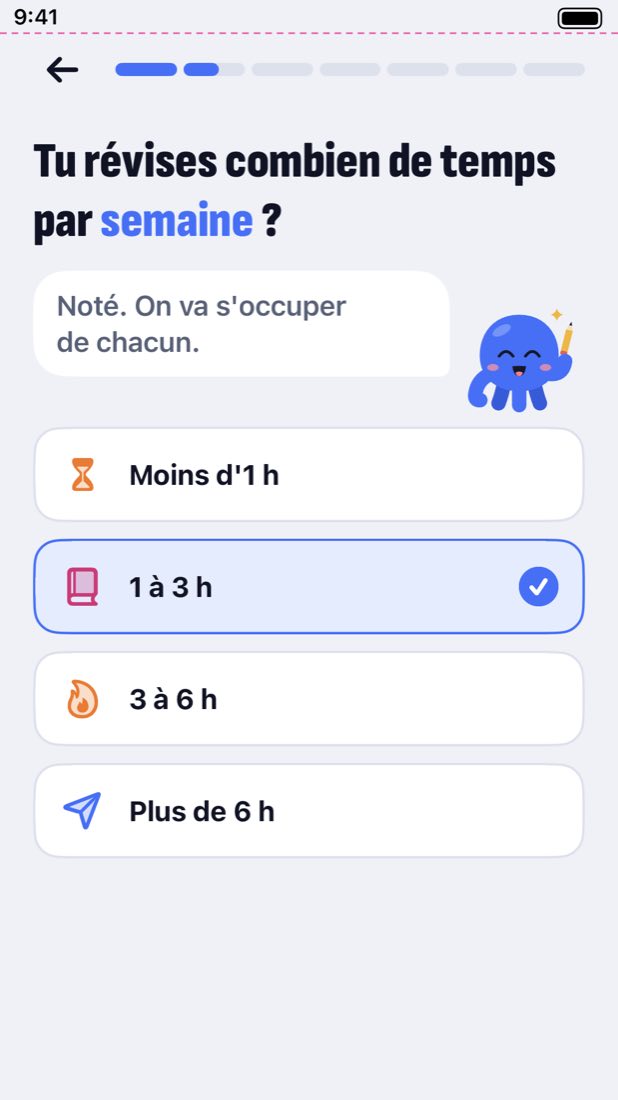 9:41
Tu révises combien de temps
par semaine ?
Noté. On va s'occuper
de chacun.
Moins d'1 h
1 à 3 h
3 à 6 h
Plus de 6 h